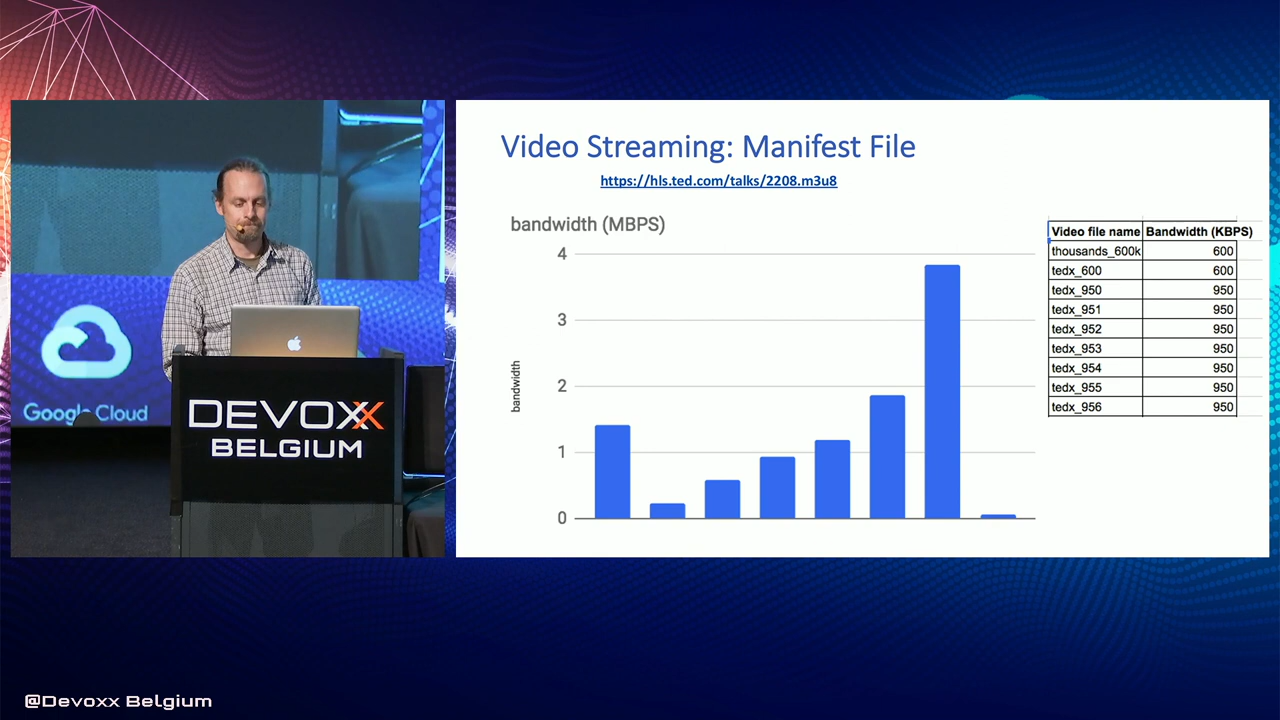 Video Streaming: Manifest File
https://hls.ted.com/talks/2208.m3u8
bandwidth (MBPS)
4
3
2
1
0
bandwidth
Video file name Bandwidth (KBPS)
thousands_600k 600
tedx_600 600
tedx_950 950
tedx_951 950
tedx_952 950
tedx_953 950
tedx_954 950
tedx_955 950
tedx_956 950
Google Cloud
DEVOXX
BELGIUM
@Devoxx Belgium